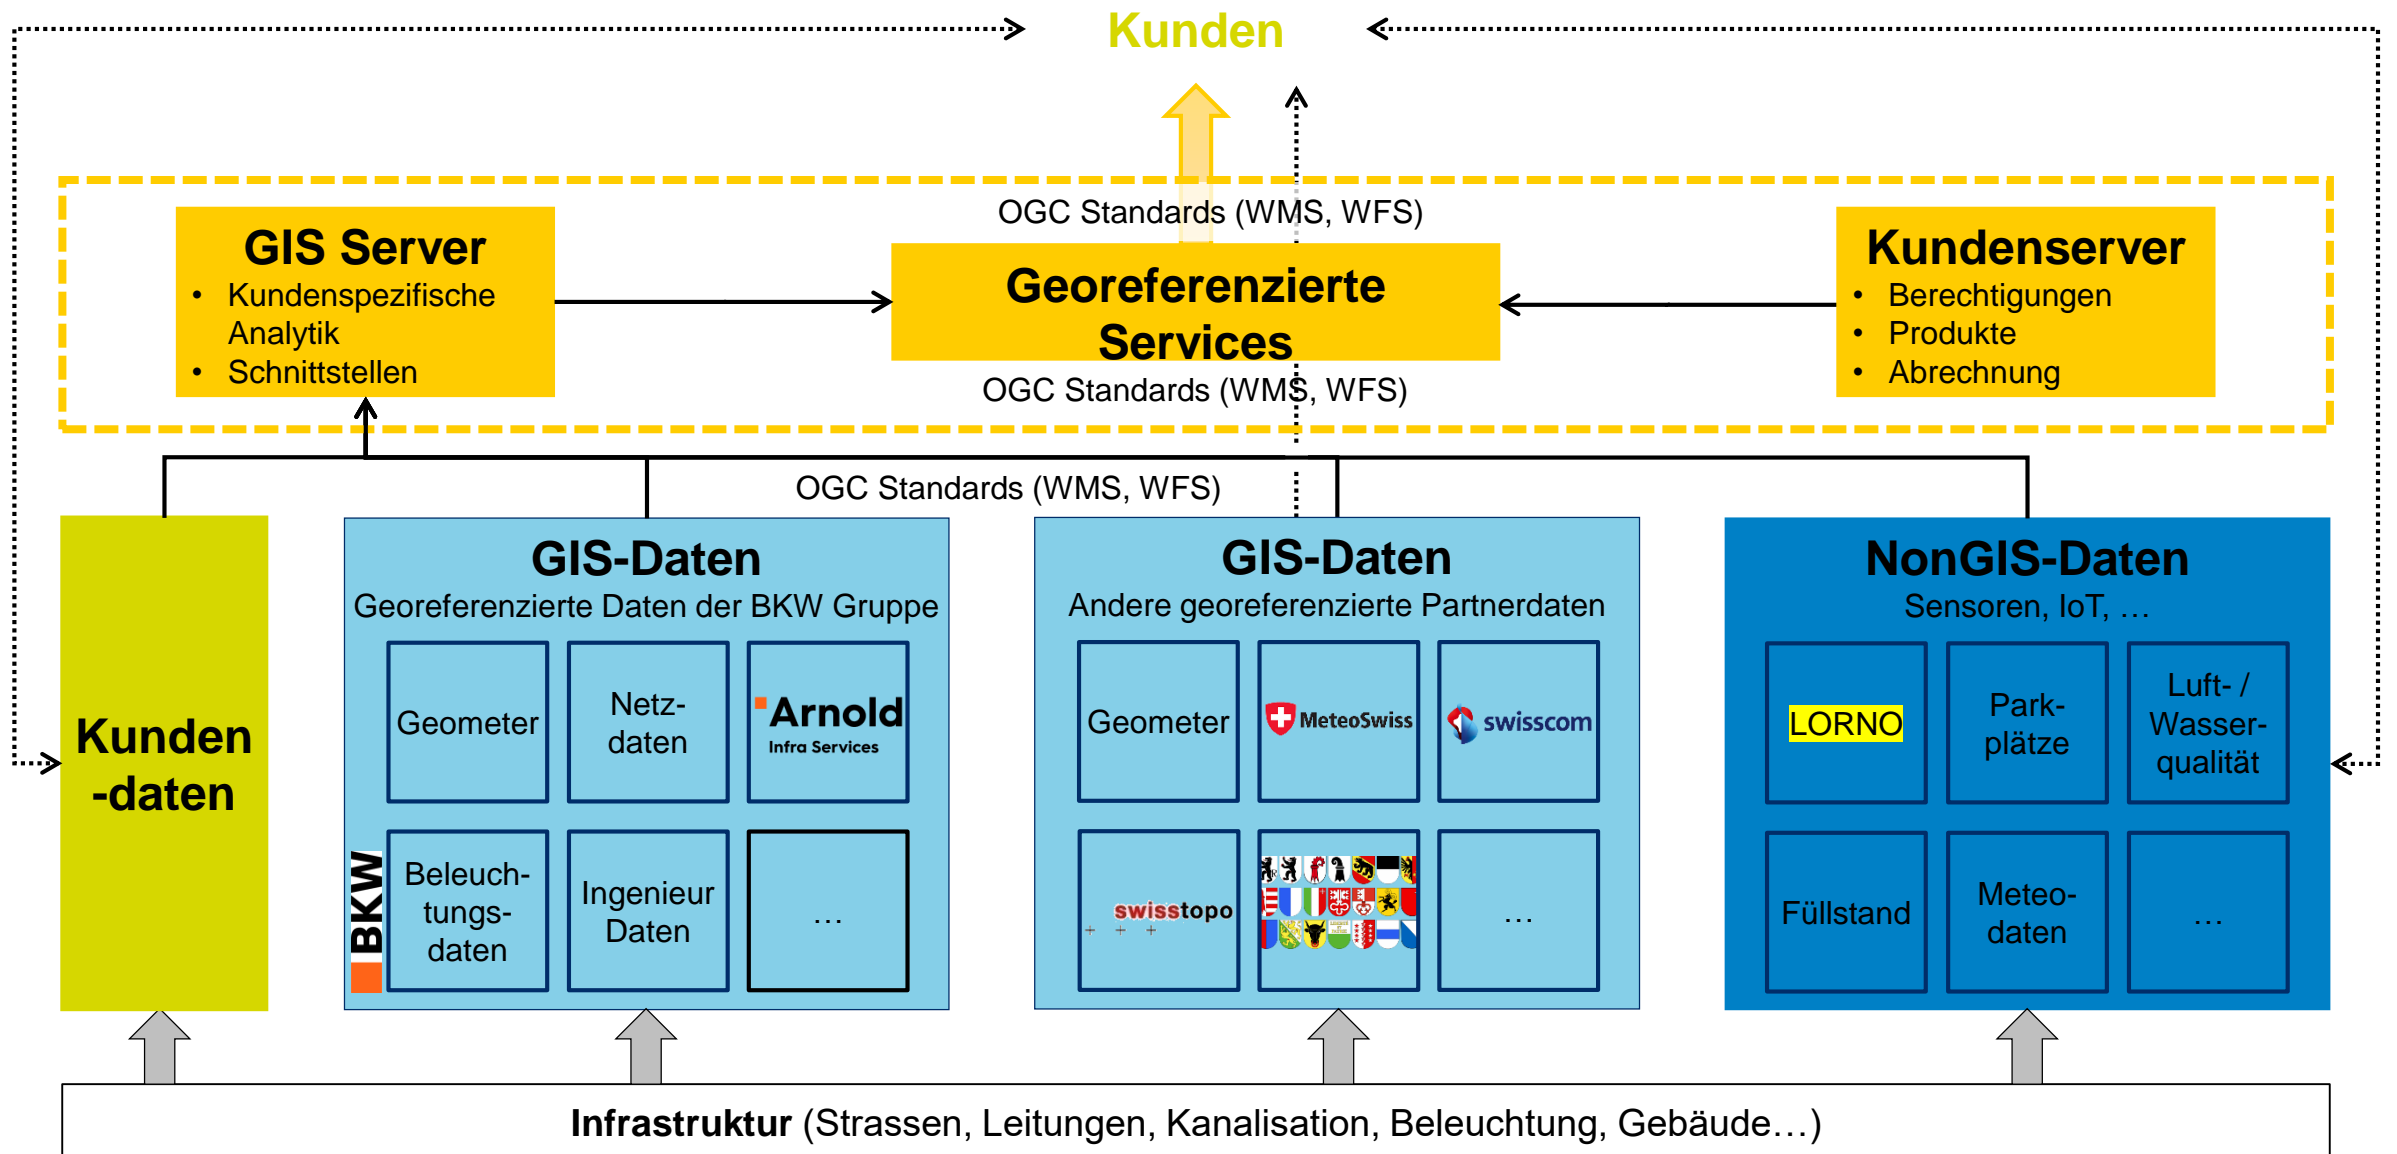 Kunden
OGC Standards (WMS, WFS)
GIS Server
• Kundenspezifische
Analytik
• Schnittstellen
Georeferenzierte
Services
Kundenserver
• Berechtigungen
• Produkte
• Abrechnung
OGC Standards (WMS, WFS)
OGC Standards (WMS, WFS)
Kunden
-daten
GIS-Daten
Georeferenzierte Daten der BKW Gruppe
Geometer
Netz-
daten
Arnold
Infra Services
BKW
Beleuch-
tungs-
daten
Ingenieur
Daten
…
GIS-Daten
Andere georeferenzierte Partnerdaten
Geometer
MeteoSwiss
swisscom
swisstopo
…
NonGIS-Daten
Sensoren, IoT, …
LORNO
Park-
plätze
Luft- /
Wasser-
qualität
Füllstand
Meteo-
daten
…
Infrastruktur (Strassen, Leitungen, Kanalisation, Beleuchtung, Gebäude…)